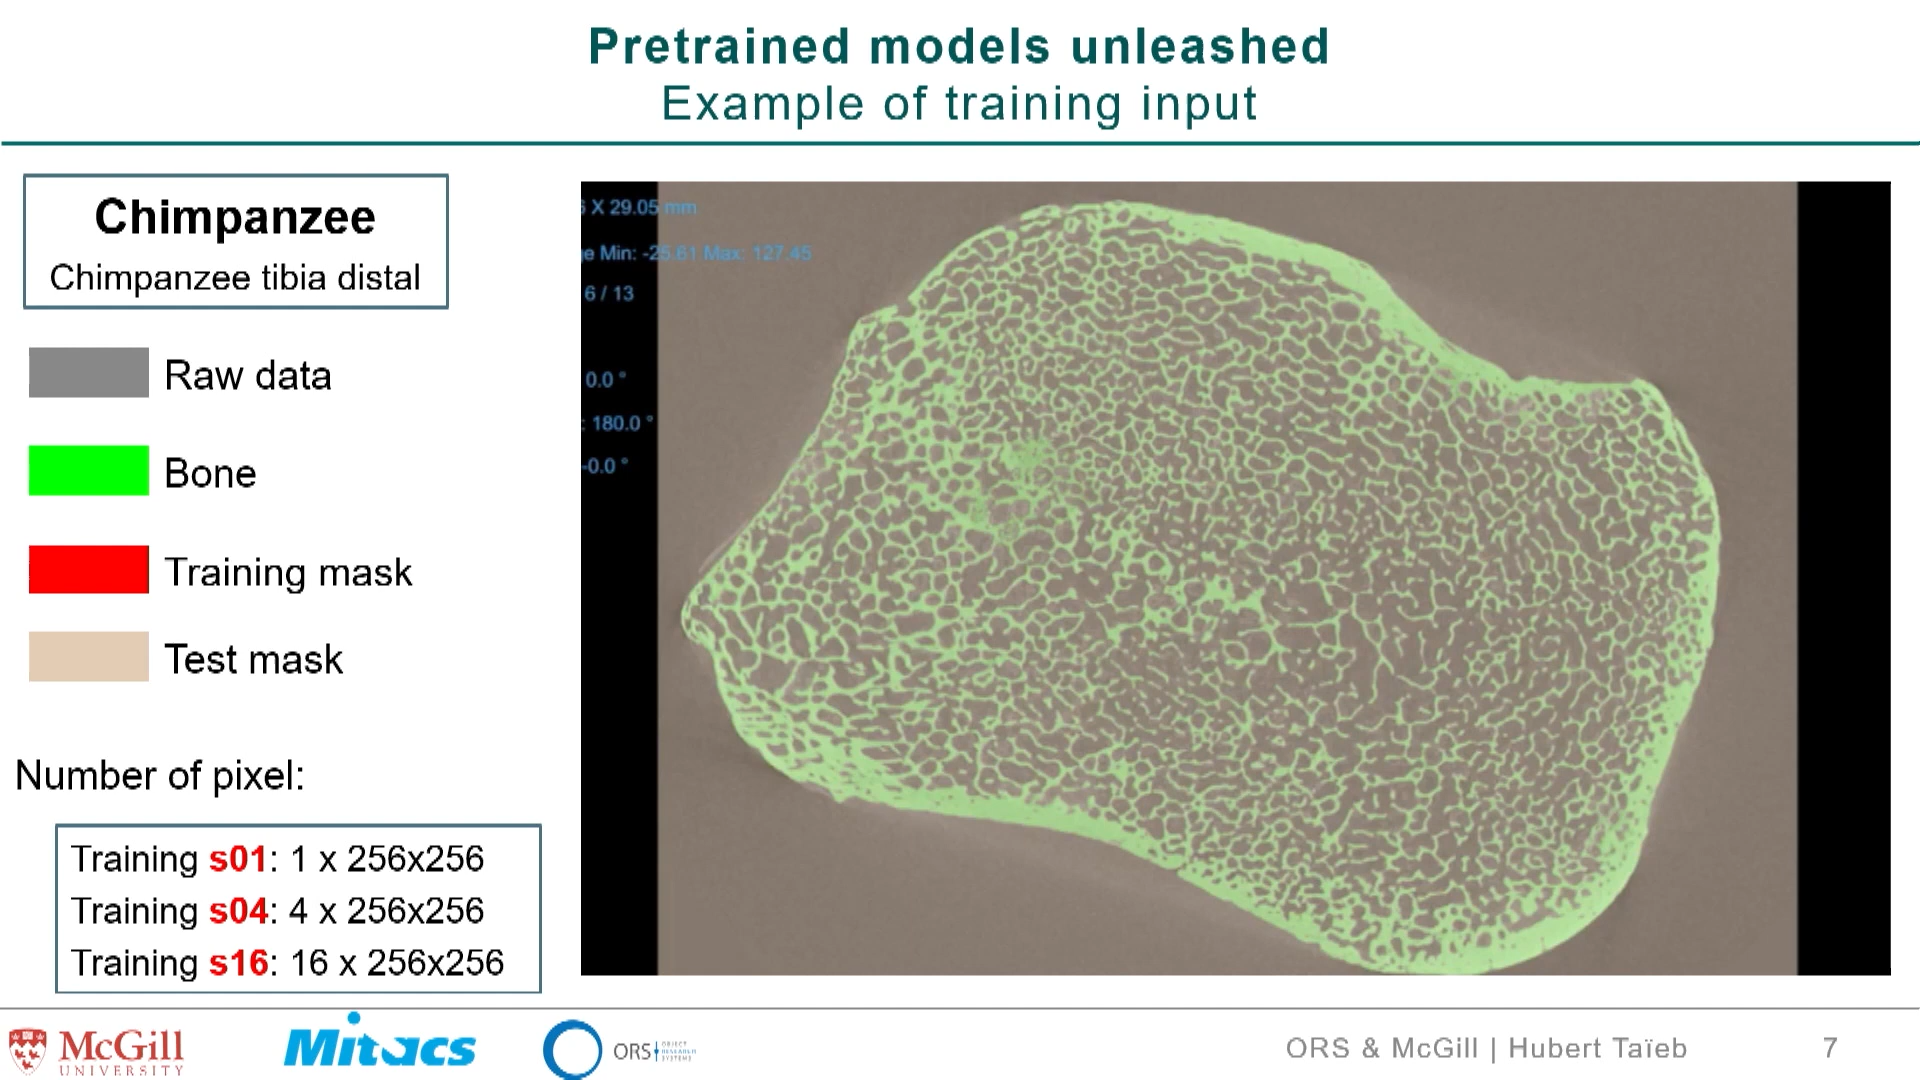 Pretrained models unleashed
Example of training input
Chimpanzee
Chimpanzee tibia distal
Raw data
Bone
Training mask
Test mask
Number of pixel:
Training s01: 1 x 256x256
Training s04: 4 x 256x256
Training s16: 16 x 256x256
X 29.05 mm
Min: -25.61 Max: 127.45
6 / 13
0.0 °
: 180.0 °
-0.0 °
McGill
UNIVERSITY
Mitacs
ORS
OBJECT
RESEARCH
SYSTEMS
ORS & McGill | Hubert Taïeb
7